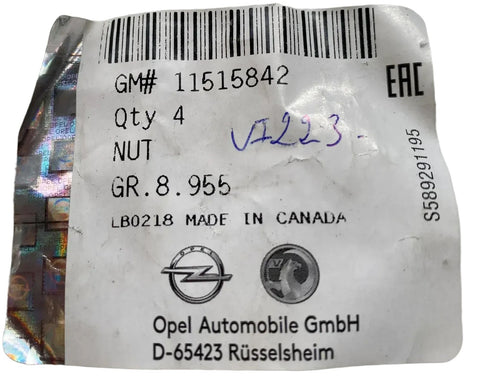 GM# 11515842
Qty 4
NUT
GR.8.955
LB0218 MADE IN CANADA
EAC
S589291195
OPEL
Opel Automobile GmbH
D-65423 Rüsselsheim